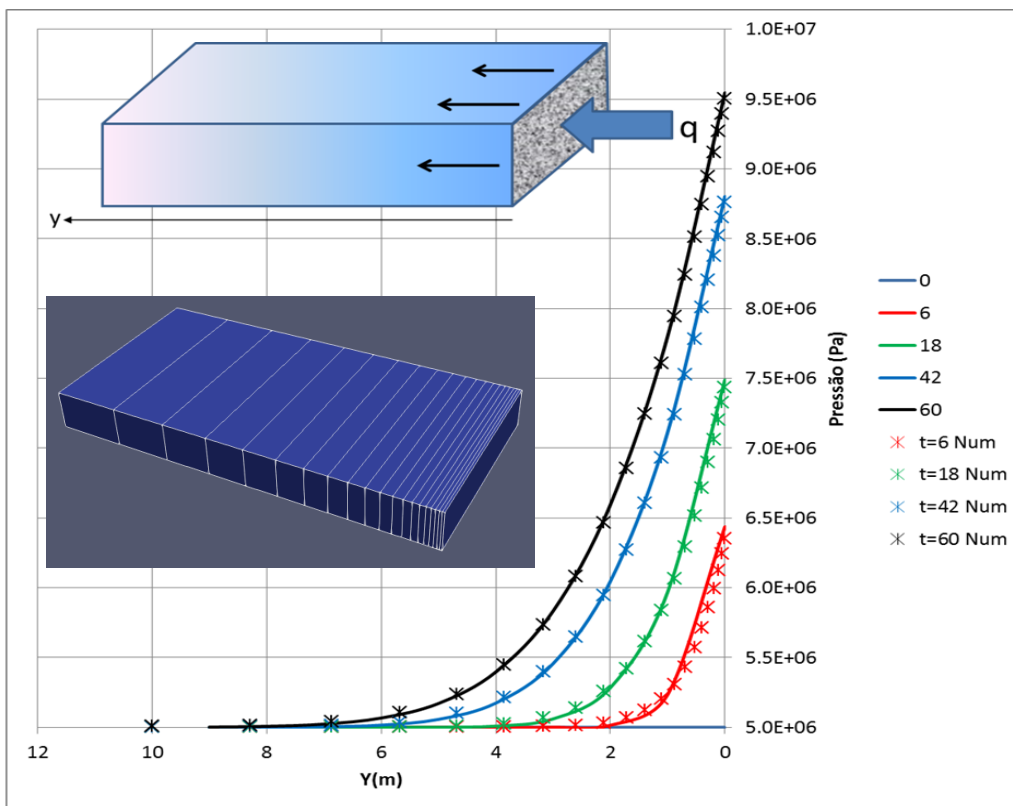 1.0E+07
9.5E+06
9.0E+06
8.5E+06
8.0E+06
7.5E+06
7.0E+06
6.5E+06
6.0E+06
5.5E+06
5.0E+06
Pressão (Pa)
q
y
0
6
18
42
60
t=6 Num
t=18 Num
t=42 Num
t=60 Num
12 10 8 6 4 2 0
Y(m)